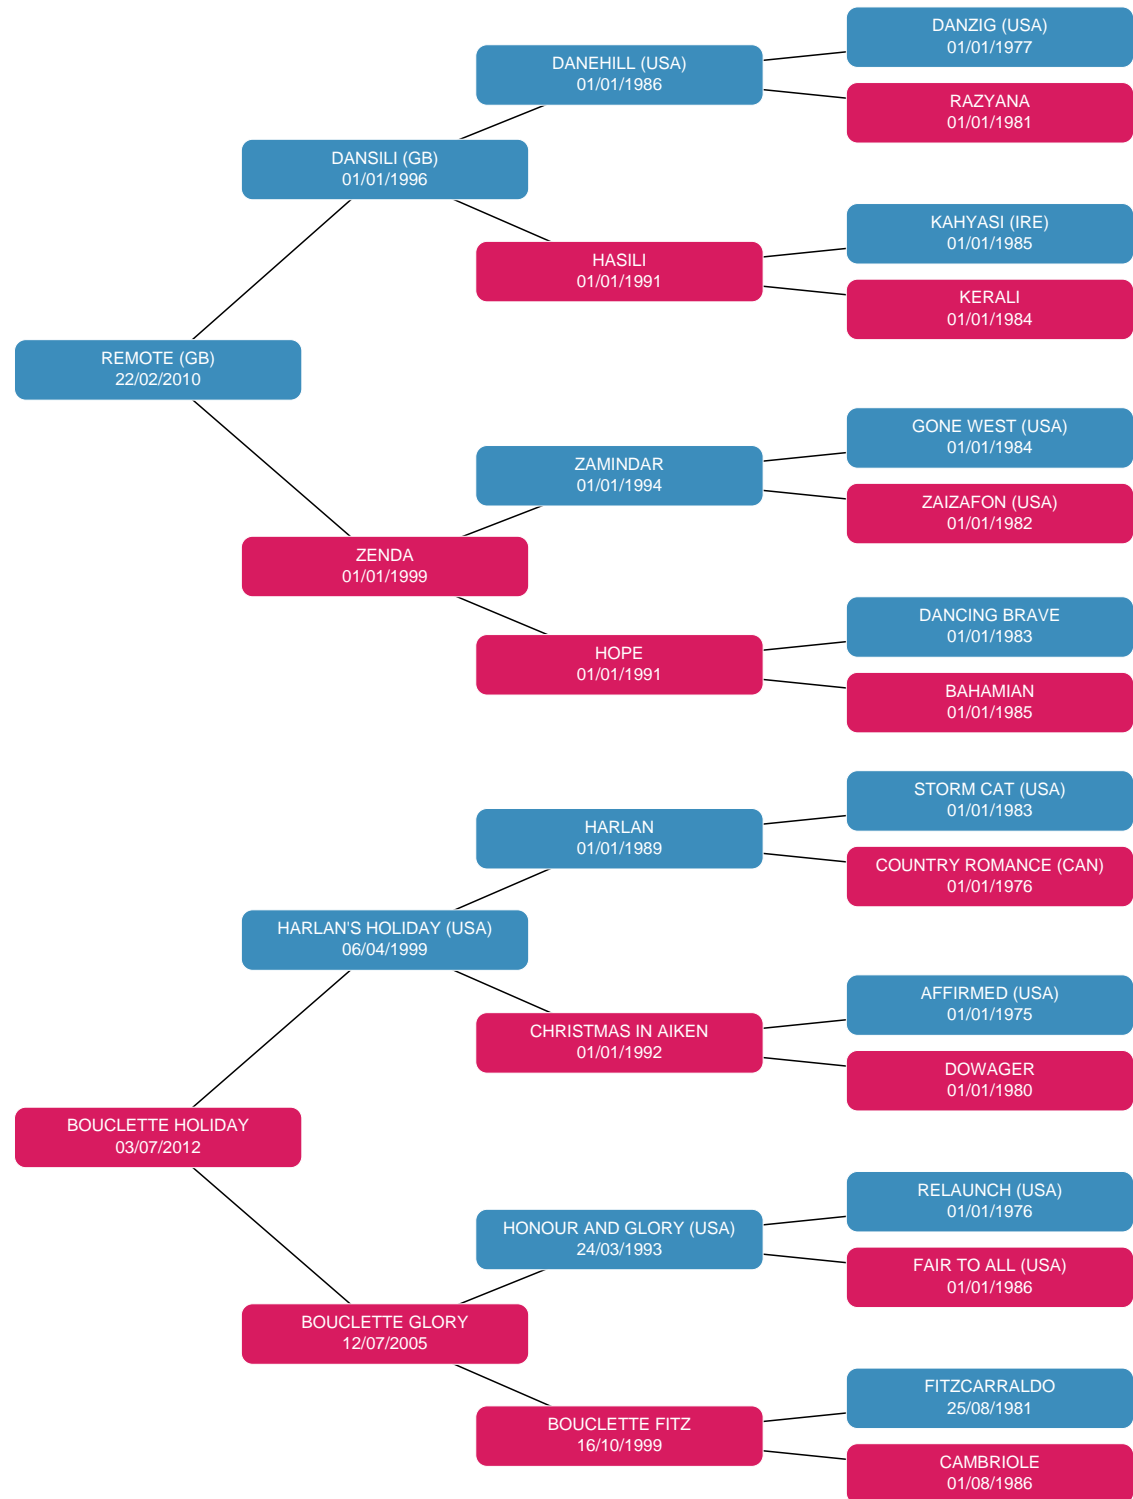 DANZIG (USA)
01/01/1977
DANEHILL (USA)
01/01/1986
RAZYANA
01/01/1981
DANSILI (GB)
01/01/1996
KAHYASI (IRE)
01/01/1985
HASILI
01/01/1991
KERALI
01/01/1984
REMOTE (GB)
22/02/2010
GONE WEST (USA)
01/01/1984
ZAMINDAR
01/01/1994
ZAIZAFON (USA)
01/01/1982
ZENDA
01/01/1999
DANCING BRAVE
01/01/1983
HOPE
01/01/1991
BAHAMIAN
01/01/1985
STORM CAT (USA)
01/01/1983
HARLAN
01/01/1989
COUNTRY ROMANCE (CAN)
01/01/1976
HARLAN'S HOLIDAY (USA)
06/04/1999
AFFIRMED (USA)
01/01/1975
CHRISTMAS IN AIKEN
01/01/1992
DOWAGER
01/01/1980
BOUCLETTE HOLIDAY
03/07/2012
RELAUNCH (USA)
01/01/1976
HONOUR AND GLORY (USA)
24/03/1993
FAIR TO ALL (USA)
01/01/1986
BOUCLETTE GLORY
12/07/2005
FITZCARRALDO
25/08/1981
BOUCLETTE FITZ
16/10/1999
CAMBRIOLE
01/08/1986